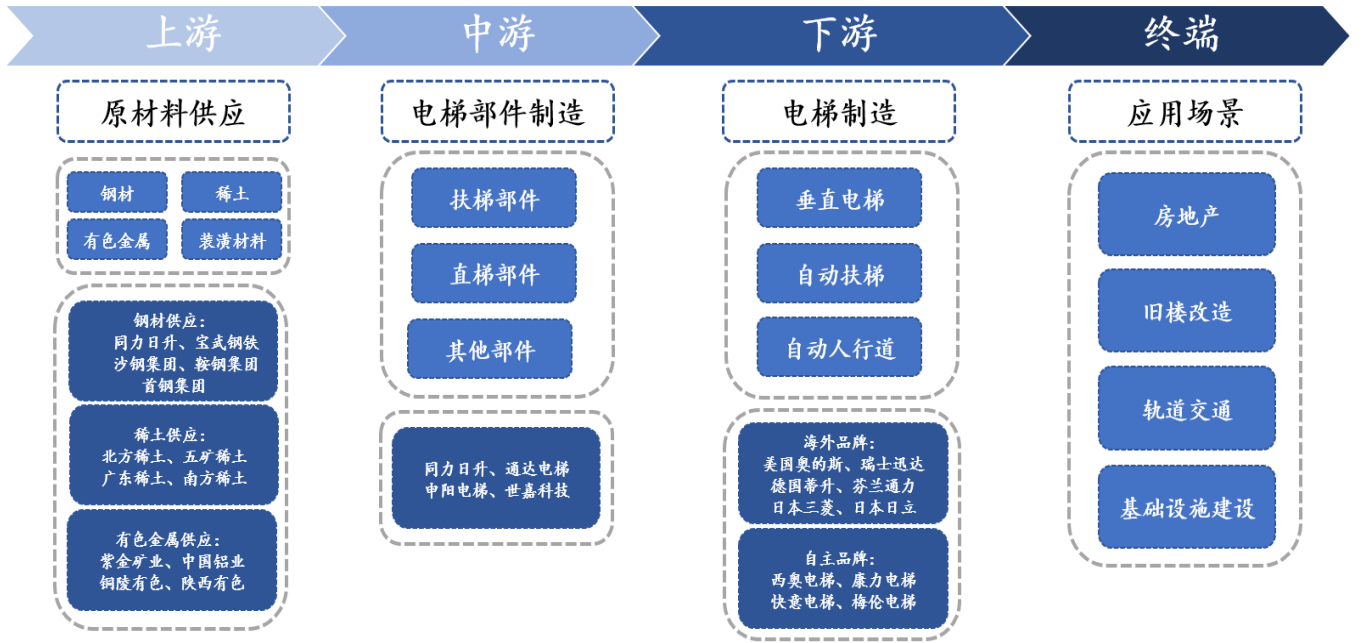 上游
中游
下游
终端
原材料供应
钢材
稀土
有色金属
装潢材料
钢材供应：
同力日升、宝武钢铁
沙钢集团、鞍钢集团
首钢集团
稀土供应：
北方稀土、五矿稀土
广东稀土、南方稀土
有色金属供应：
紫金矿业、中国铝业
铜陵有色、陕西有色
电梯部件制造
扶梯部件
直梯部件
其他部件
同力日升、通达电梯
申阳电梯、世嘉科技
电梯制造
垂直电梯
自动扶梯
自动人行道
海外品牌：
美国奥的斯、瑞士迅达
德国蒂升、芬兰通力
日本三菱、日本日立
自主品牌：
西奥电梯、康力电梯
快意电梯、梅伦电梯
应用场景
房地产
旧楼改造
轨道交通
基础设施建设